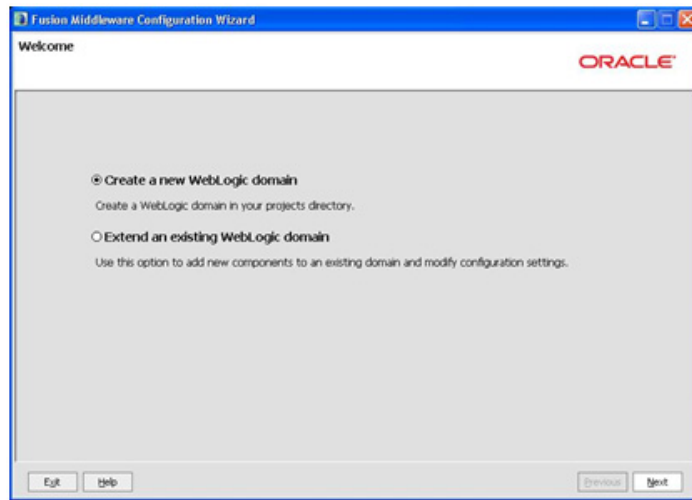 Fusion Middleware Configuration Wizard
Welcome
ORACLE
Create a new WebLogic domain
Create a WebLogic domain in your projects directory.
Extend an existing WebLogic domain
Use this option to add new components to an existing domain and modify configuration settings.
Exit Help Previous Next